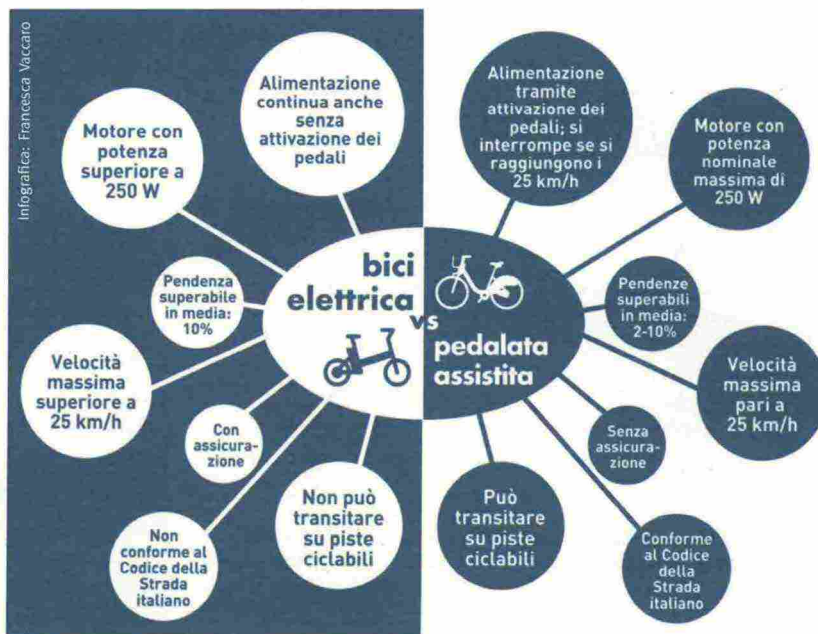 Infografica: Francesca Vaccaro
Alimentazione
continua anche
senza
attivazione dei
pedali
Motore con
potenza
superiore a
250 W
Pendenza
superabile
in media:
10%
Velocità
massima
superiore a
25 km/h
Con
assicura-
zione
Non
conforme al
Codice della
Strada
italiano
Non può
transitare
su piste
ciclabili
bici
elettrica
vs
pedalata
assistita
Alimentazione
tramite
attivazione dei
pedali; si
interrompe se si
raggiungono i
25 km/h
Motore con
potenza
nominale
massima di
250 W
Pendenze
superabili
in media:
2-10%
Velocità
massima
pari a
25 km/h
Senza
assicura-
zione
Può
transitare
su piste
ciclabili
Conforme
al Codice
della
Strada
italiano